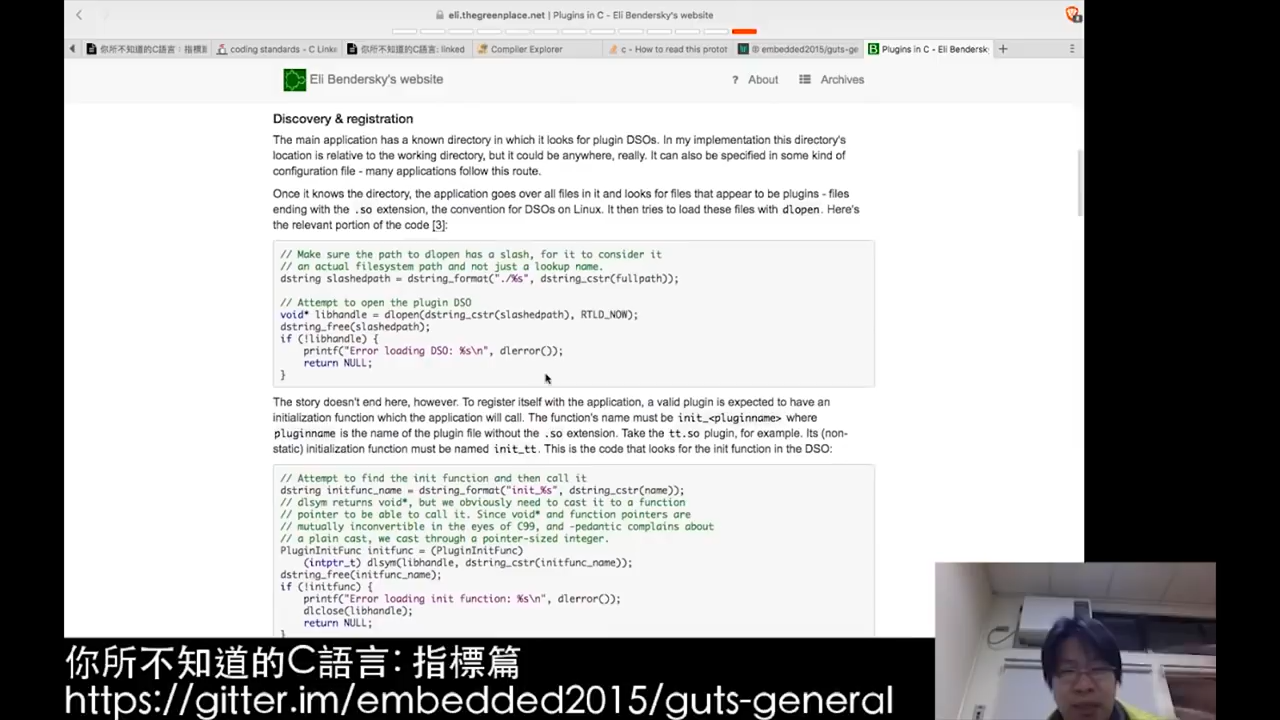 eli.thegreenplace.net | Plugins in C - Eli Bendersky's website
你所不知道的C語言：指標
coding standards - C Linke
你所不知道的C語言: linked
Compiler Explorer
c - How to read this protot
embedded2015/guts-ge
Plugins in C - Eli Bendersk
Eli Bendersky's website
? About
Archives
Discovery & registration
The main application has a known directory in which it looks for plugin DSOs. In my implementation this directory's
location is relative to the working directory, but it could be anywhere, really. It can also be specified in some kind of
configuration file - many applications follow this route.
Once it knows the directory, the application goes over all files in it and looks for files that appear to be plugins - files
ending with the .so extension, the convention for DSOs on Linux. It then tries to load these files with dlopen. Here's
the relevant portion of the code [3]:
// Make sure the path to dlopen has a slash, for it to consider it
// an actual filesystem path and not just a lookup name.
dstring slashedpath = dstring_format("./%s", dstring_cstr(fullpath));
// Attempt to open the plugin DSO
void* libhandle = dlopen(dstring_cstr(slashedpath), RTLD_NOW);
dstring_free(slashedpath);
if (!libhandle) {
printf("Error loading DSO: %s\n", dlerror());
return NULL;
}
The story doesn't end here, however. To register itself with the application, a valid plugin is expected to have an
initialization function which the application will call. The function's name must be init_<pluginname> where
pluginname is the name of the plugin file without the .so extension. Take the tt.so plugin, for example. Its (non-
static) initialization function must be named init_tt. This is the code that looks for the init function in the DSO:
// Attempt to find the init function and then call it
dstring initfunc_name = dstring_format("init_%s", dstring_cstr(name));
// dlsym returns void*, but we obviously need to cast it to a function
// pointer to be able to call it. Since void* and function pointers are
// mutually inconvertible in the eyes of C99, and -pedantic complains about
// a plain cast, we cast through a pointer-sized integer.
PluginInitFunc initfunc = (PluginInitFunc)
(intptr_t) dlsym(libhandle, dstring_cstr(initfunc_name));
dstring_free(initfunc_name);
if (!initfunc) {
printf("Error loading init function: %s\n", dlerror());
dlclose(libhandle);
return NULL;
}
你所不知道的C語言: 指標篇
https://gitter.im/embedded2015/guts-general